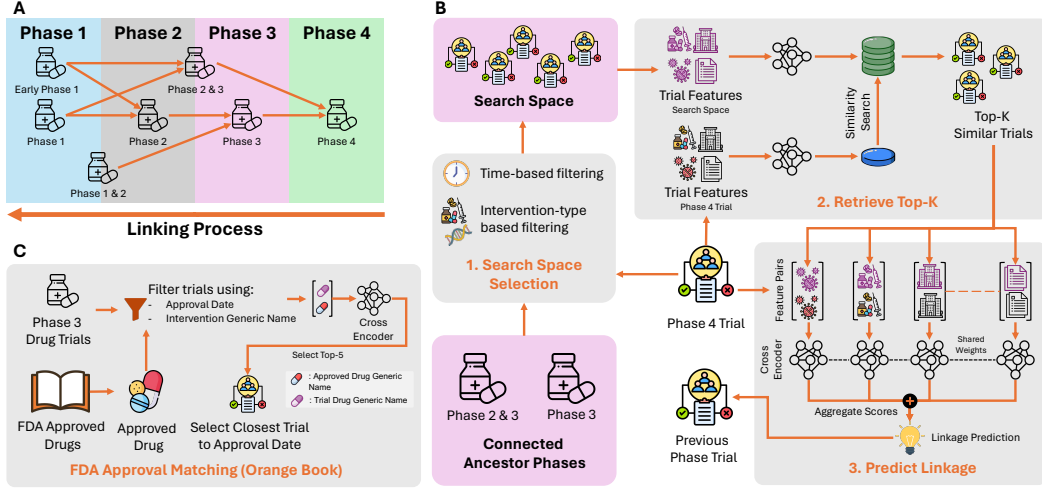 A
Phase 1
Phase 2
Phase 3
Phase 4
Early Phase 1
Phase 2 & 3
Phase 1
Phase 2
Phase 3
Phase 4
Phase 1 & 2
Linking Process
B
Search Space
Time-based filtering
Intervention-type
based filtering
1. Search Space
Selection
Phase 2 & 3
Phase 3
Connected
Ancestor Phases
Trial Features
Search Space
Trial Features
Phase 4 Trial
Similarity
Search
Top-K
Similar Trials
2. Retrieve Top-K
Phase 4 Trial
Feature Pairs
Cross
Encoder
Shared
Weights
Aggregate Scores
Linkage Prediction
Previous
Phase Trial
3. Predict Linkage
C
Phase 3
Drug Trials
Filter trials using:
- Approval Date
- Intervention Generic Name
Cross
Encoder
Select Top-5
: Approved Drug Generic
Name
: Trial Drug Generic Name
FDA Approved
Drugs
Approved
Drug
Select Closest Trial
to Approval Date
FDA Approval Matching (Orange Book)